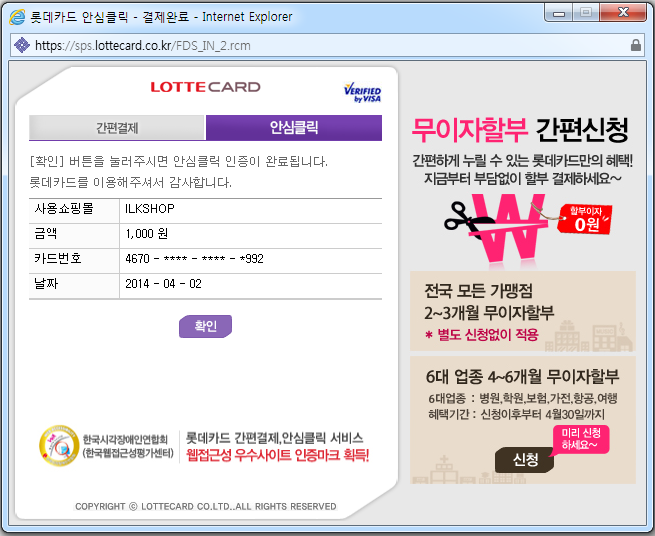 롯데카드 안심클릭 - 결제완료 - Internet Explorer
https://sps.lottecard.co.kr/FDS_IN_2.rcm
LOTTECARD
VERIFIED
by VISA
간편결제
안심클릭
[확인] 버튼을 눌러주시면 안심클릭 인증이 완료됩니다.
롯데카드를 이용해주셔서 감사합니다.
사용쇼핑몰 ILKSHOP
금액 1,000 원
카드번호 4670 - **** - **** - *992
날짜 2014 - 04 - 02
확인
한국시각장애인연합회
(한국웹접근성평가센터)
롯데카드 간편결제,안심클릭 서비스
웹접근성 우수사이트 인증마크 획득!
COPYRIGHT ⓒ LOTTECARD CO,LTD..ALL RIGHTS RESERVED
무이자할부 간편신청
간편하게 누릴 수 있는 롯데카드만의 혜택!
지금부터 부담없이 할부 결제하세요~
할부이자
0원
전국 모든 가맹점
2~3개월 무이자할부
* 별도 신청없이 적용
6대 업종 4~6개월 무이자할부
6대업종 : 병원,학원,보험,가전,항공,여행
혜택기간 : 신청이후부터 4월30일까지
미리 신청
하세요~
신청